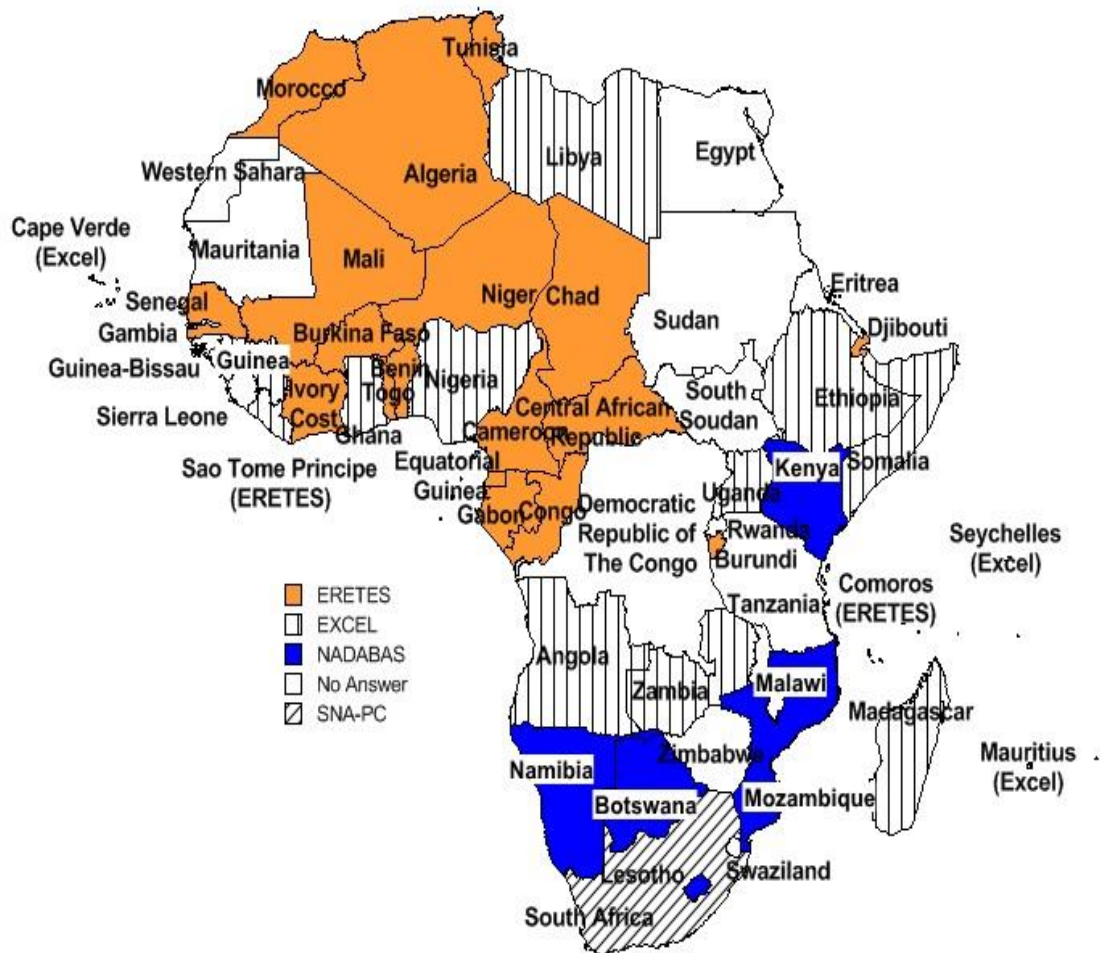 Tunisia
Morocco
Libya
Egypt
Western Sahara
Algeria
Cape Verde
(Excel)
Mauritania
Mali
Niger
Chad
Eritrea
Senegal
Sudan
Djibouti
Gambia
Burkina Faso
Guinea-Bissau
Guinea
Benin
Nigeria
Ivory
Cost
Togo
South
Soudan
Ethiopia
Sierra Leone
Ghana
Central African
Republic
Cameroon
Sao Tome Principe
(ERETES)
Equatorial
Guinea
Kenya
Somalia
Uganda
Gabon
Congo
Democratic
Republic of
The Congo
Rwanda
Burundi
Seychelles
(Excel)
Comoros
(ERETES)
Tanzania
ERETES
EXCEL
NADABAS
No Answer
SNA-PC
Angola
Zambia
Malawi
Madagascar
Zimbabwe
Mauritius
(Excel)
Namibia
Botswana
Mozambique
Swaziland
Lesotho
South Africa